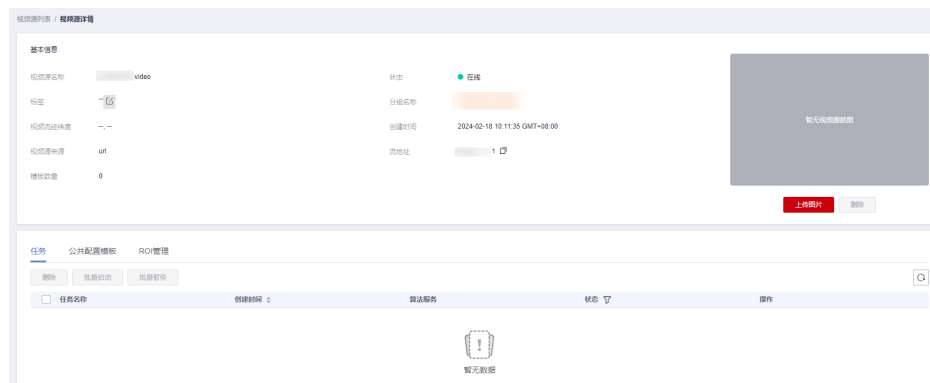 视频源列表 / 视频源详情
基本信息
视频源名称 video 状态 在线
标签 -- 分组名称
视频流经纬度 --, -- 创建时间 2024-02-18 10:11:35 GMT+08:00
视频源来源 url 流地址 1
模板数量 0
暂无视频源抓图
上传图片 删除
任务 公共配置模板 ROI管理
删除 批量启动 批量暂停
任务名称 创建时间 算法服务 状态 操作
暂无数据